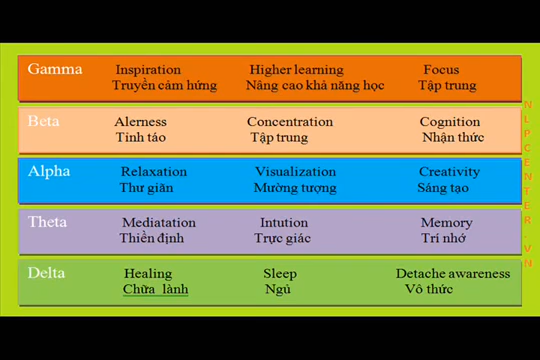 Gamma Inspiration Higher learning Focus
Truyền cảm hứng Nâng cao khả năng học Tập trung
Beta Alerness Concentration Cognition
Tỉnh táo Tập trung Nhận thức
Alpha Relaxation Visualization Creativity
Thư giãn Mường tượng Sáng tạo
Theta Mediatation Intution Memory
Thiền định Trực giác Trí nhớ
Delta Healing Sleep Detache awareness
Chữa lành Ngủ Vô thức
NLPCENTER.VN